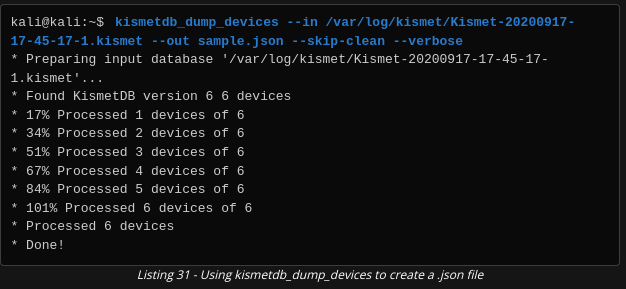 kali@kali:~$ kismetdb_dump_devices --in /var/log/kismet/Kismet-20200917-
17-45-17-1.kismet --out sample.json --skip-clean --verbose
* Preparing input database '/var/log/kismet/Kismet-20200917-17-45-17-
1.kismet'...
* Found KismetDB version 6 6 devices
* 17% Processed 1 devices of 6
* 34% Processed 2 devices of 6
* 51% Processed 3 devices of 6
* 67% Processed 4 devices of 6
* 84% Processed 5 devices of 6
* 101% Processed 6 devices of 6
* Processed 6 devices
* Done!
Listing 31 - Using kismetdb_dump_devices to create a .json file